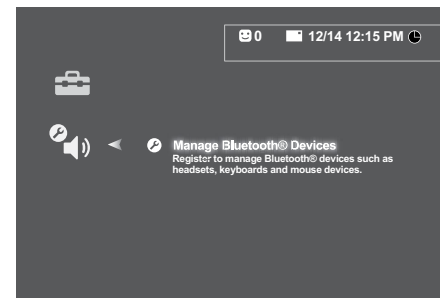 0 12/14 12:15 PM
Manage Bluetooth® Devices
Register to manage Bluetooth® devices such as
headsets, keyboards and mouse devices.